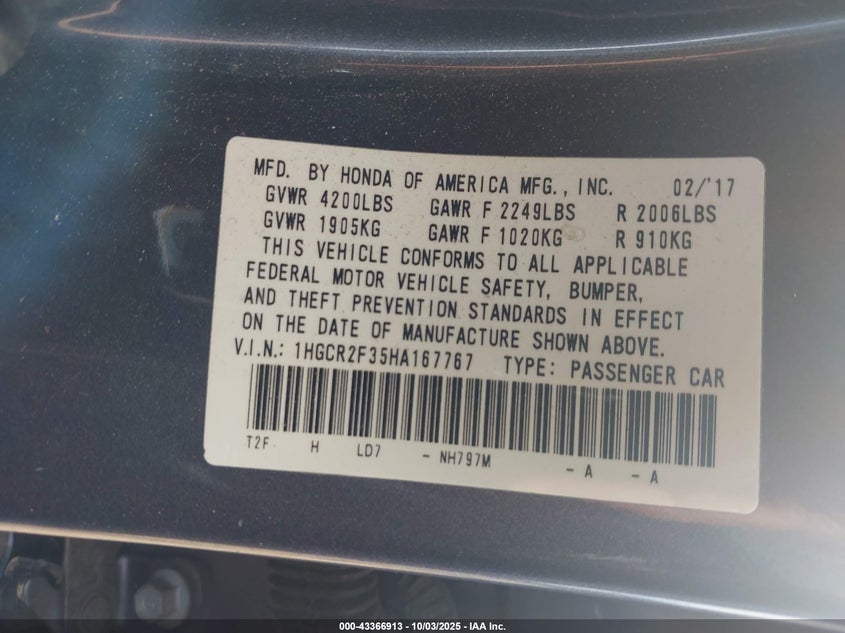 MFD. BY HONDA OF AMERICA MFG., INC. 02/'17
GVWR 4200LBS GAWR F 2249LBS R 2006LBS
GVWR 1905KG GAWR F 1020KG R 910KG
THIS VEHICLE CONFORMS TO ALL APPLICABLE
FEDERAL MOTOR VEHICLE SAFETY, BUMPER,
AND THEFT PREVENTION STANDARDS IN EFFECT
ON THE DATE OF MANUFACTURE SHOWN ABOVE.
V.I.N.: 1HGCR2F35HA167767 TYPE: PASSENGER CAR
T2F H LD7 - NH797M - A - A
000-43366913 - 10/03/2025 - IAA Inc.